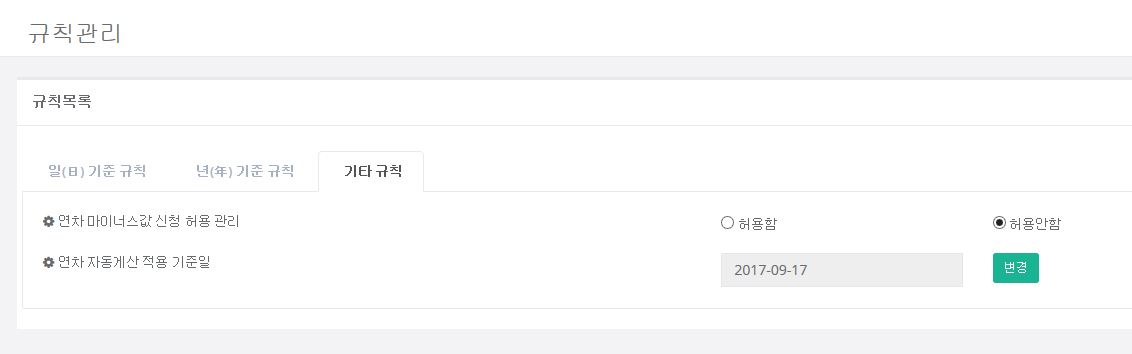 규칙관리
규칙목록
일(日) 기준 규칙 년(年) 기준 규칙 기타 규칙
연차 마이너스값 신청 허용 관리 허용함 허용안함
연차 자동계산 적용 기준일 2017-09-17 변경